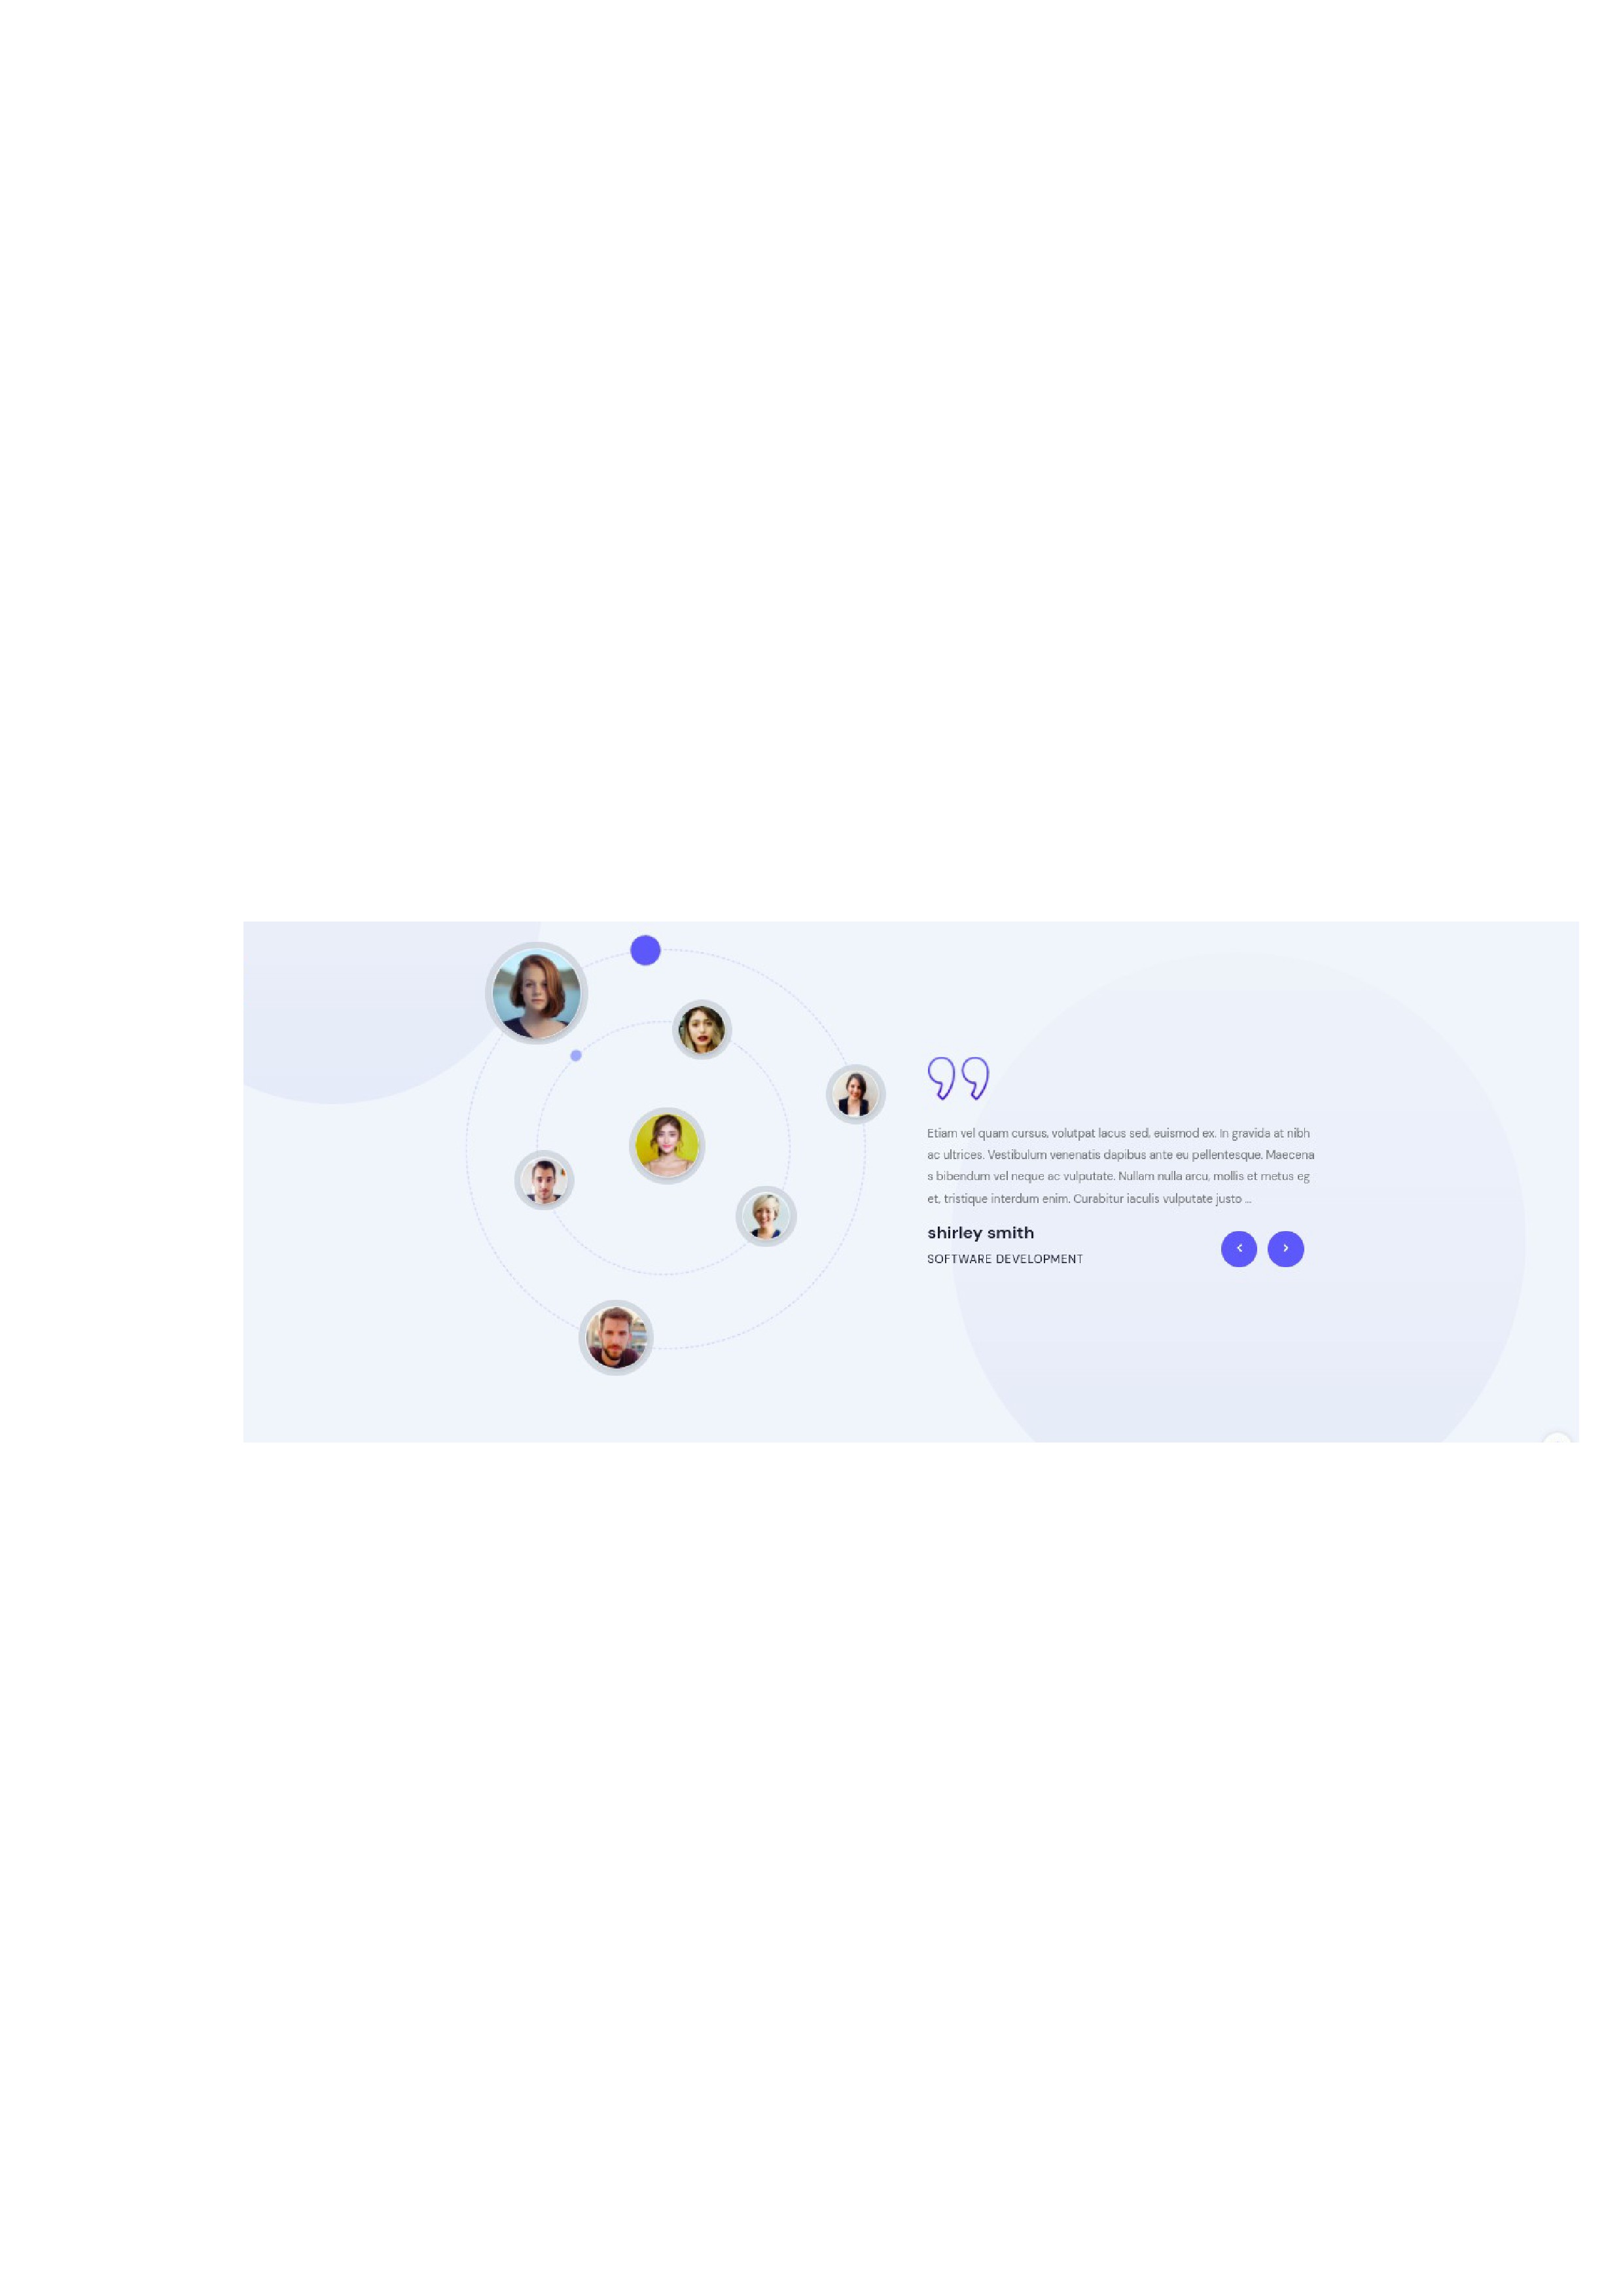 Etiam vel quam cursus, volutpat lacus sed, euismod ex. In gravida at nibh
ac ultrices. Vestibulum venenatis dapibus ante eu pellentesque. Maecena
s bibendum vel neque ac vulputate. Nullam nulla arcu, mollis et metus eg
et, tristique interdum enim. Curabitur iaculis vulputate justo ...
shirley smith
SOFTWARE DEVELOPMENT